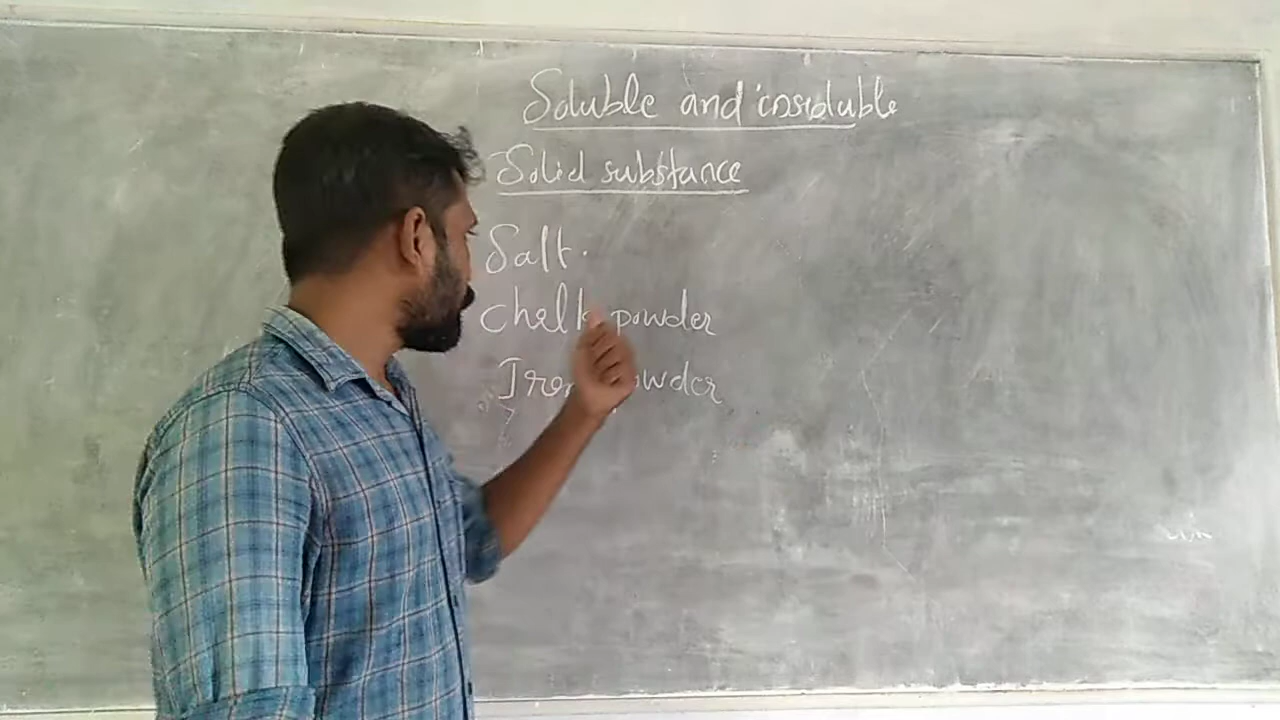 Soluble and insoluble
Solid substance
Salt.
Chalk powder
Iron powder